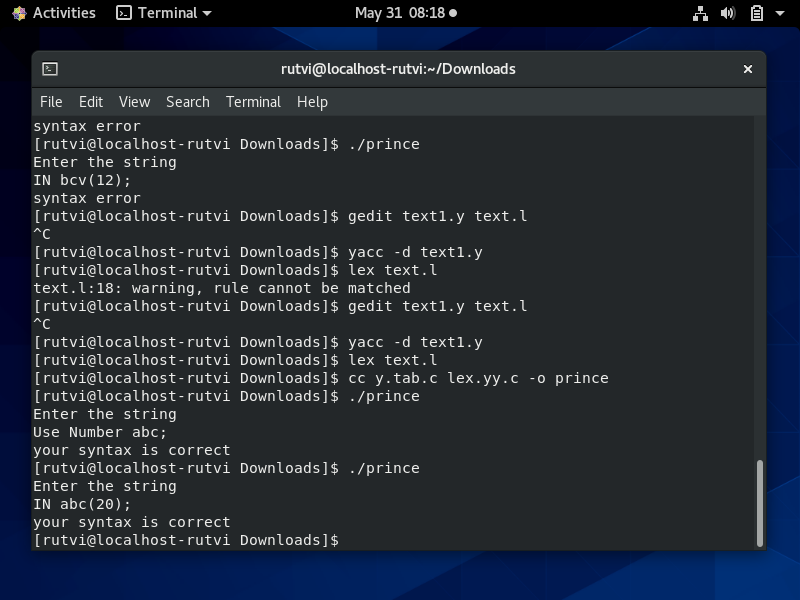 Activities Terminal May 31 08:18
rutvi@localhost-rutvi:~/Downloads
File Edit View Search Terminal Help
syntax error
[rutvi@localhost-rutvi Downloads]$ ./prince
Enter the string
IN bcv(12);
syntax error
[rutvi@localhost-rutvi Downloads]$ gedit text1.y text.l
^C
[rutvi@localhost-rutvi Downloads]$ yacc -d text1.y
[rutvi@localhost-rutvi Downloads]$ lex text.l
text.l:18: warning, rule cannot be matched
[rutvi@localhost-rutvi Downloads]$ gedit text1.y text.l
^C
[rutvi@localhost-rutvi Downloads]$ yacc -d text1.y
[rutvi@localhost-rutvi Downloads]$ lex text.l
[rutvi@localhost-rutvi Downloads]$ cc y.tab.c lex.yy.c -o prince
[rutvi@localhost-rutvi Downloads]$ ./prince
Enter the string
Use Number abc;
your syntax is correct
[rutvi@localhost-rutvi Downloads]$ ./prince
Enter the string
IN abc(20);
your syntax is correct
[rutvi@localhost-rutvi Downloads]$